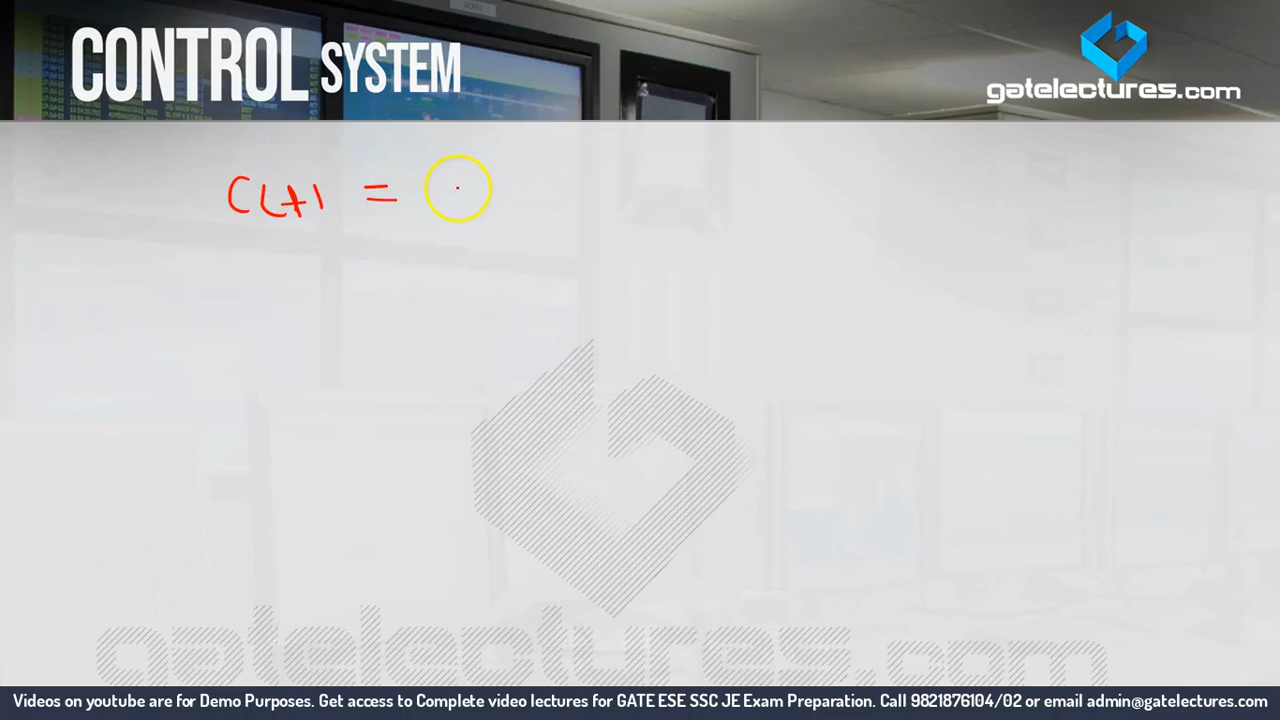 CONTROL SYSTEM
gatelectures.com
C(t) =
gatelectures.com
Videos on youtube are for Demo Purposes. Get access to Complete video lectures for GATE ESE SSC JE Exam Preparation. Call 9821876104/02 or email admin@gatelectures.com